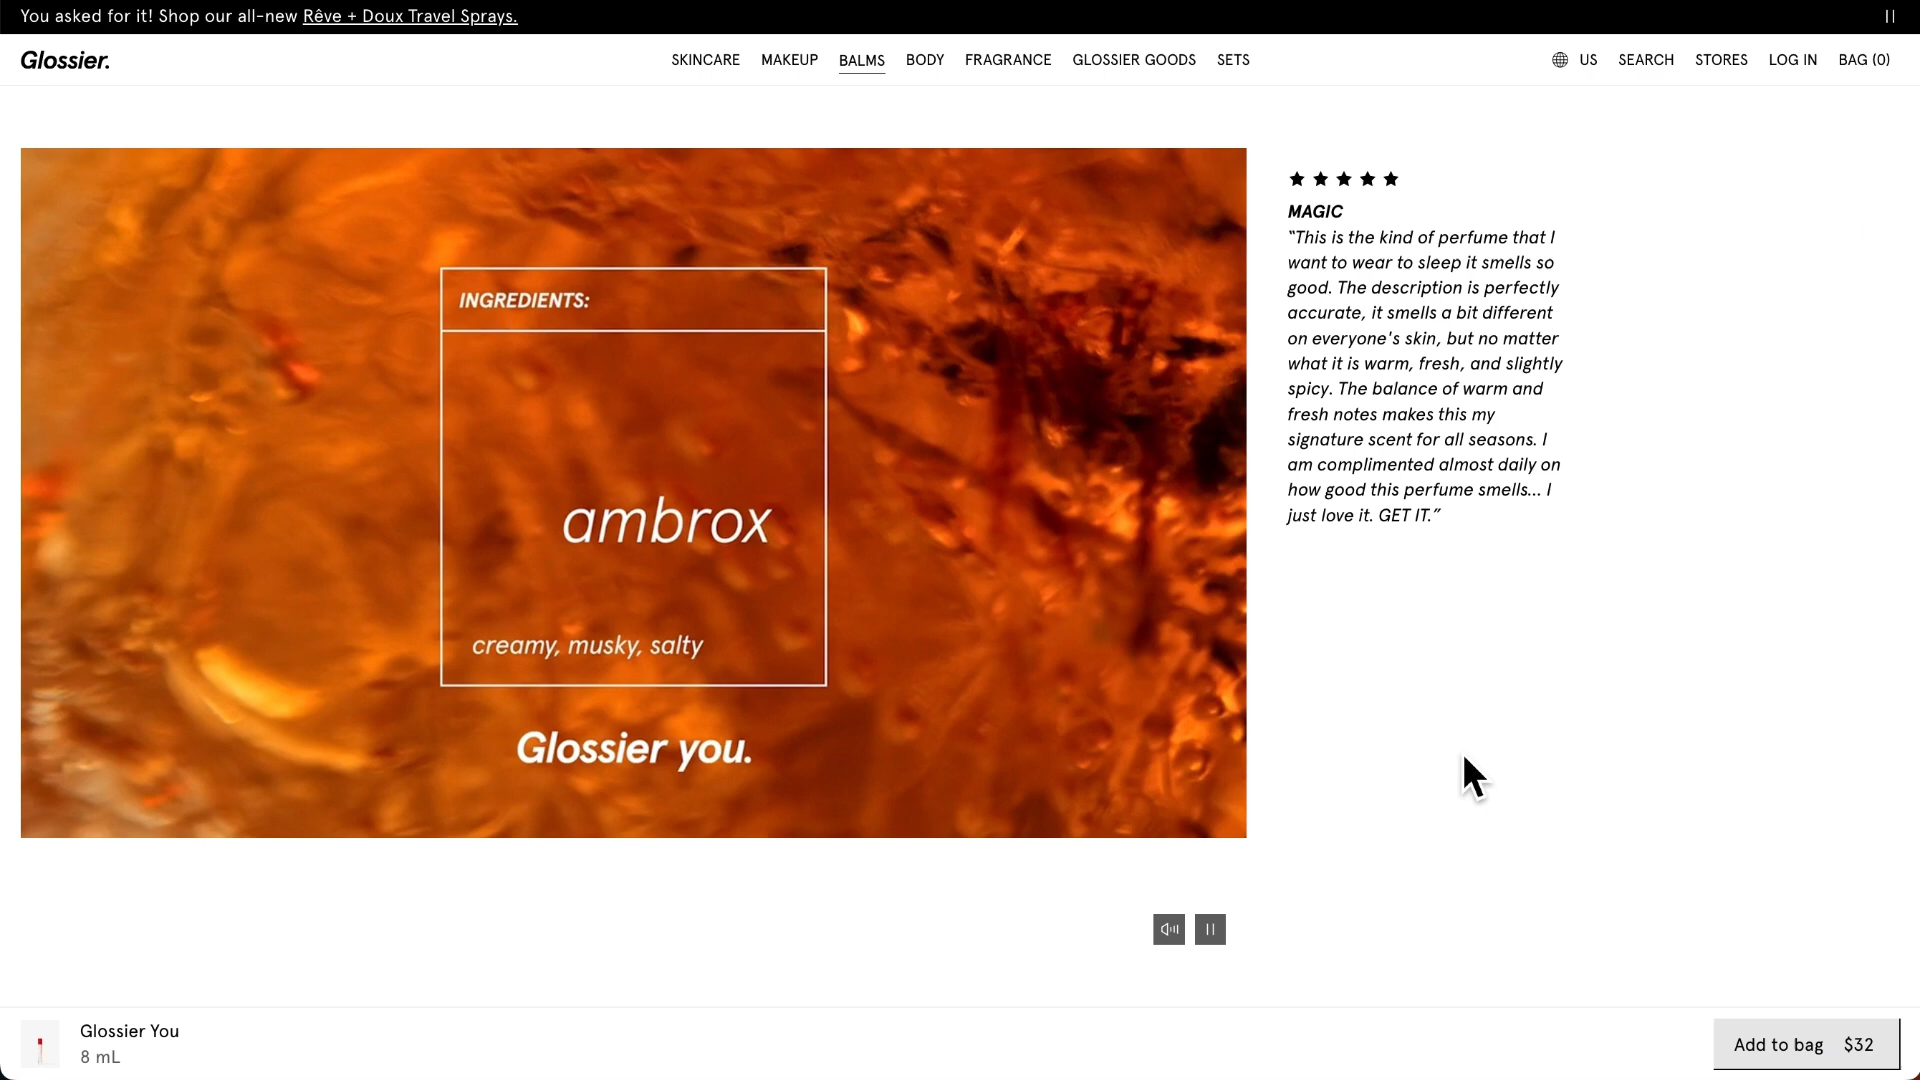 You asked for it! Shop our all-new Rêve + Doux Travel Sprays.
Glossier.
SKINCARE MAKEUP BALMS BODY FRAGRANCE GLOSSIER GOODS SETS
US SEARCH STORES LOG IN BAG (0)
INGREDIENTS:
ambrox
creamy, musky, salty
Glossier you.
MAGIC
“This is the kind of perfume that I
want to wear to sleep it smells so
good. The description is perfectly
accurate, it smells a bit different
on everyone's skin, but no matter
what it is warm, fresh, and slightly
spicy. The balance of warm and
fresh notes makes this my
signature scent for all seasons. I
am complimented almost daily on
how good this perfume smells... I
just love it. GET IT.”
Glossier You
8 mL
Add to bag $32